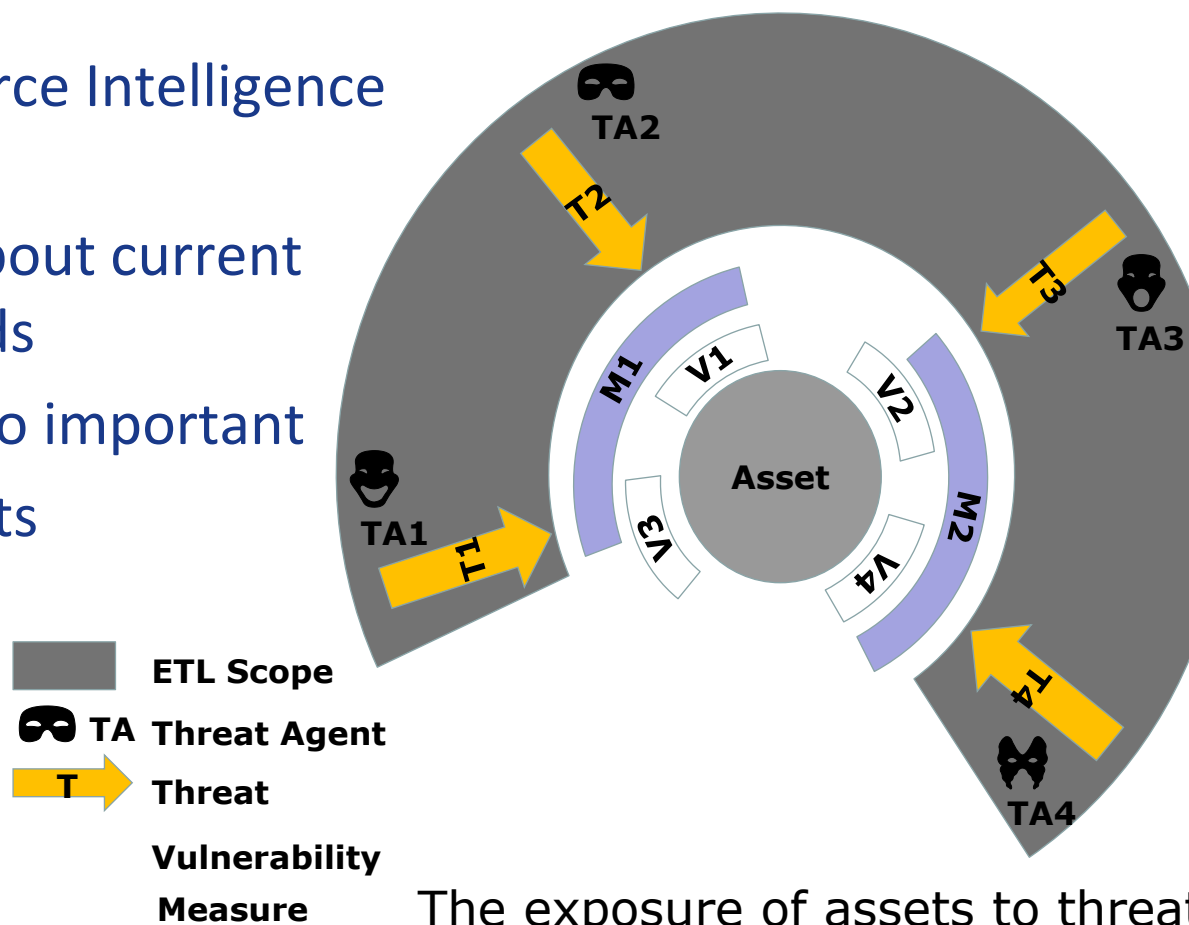 rce Intelligence
bout current
ds
o important
ts
TA2
T2
T3
TA3
M1
V1
V2
Asset
TA1
T1
V3
M2
V4
T4
TA4
ETL Scope
TA Threat Agent
T Threat
Vulnerability
Measure
The exposure of assets to threat